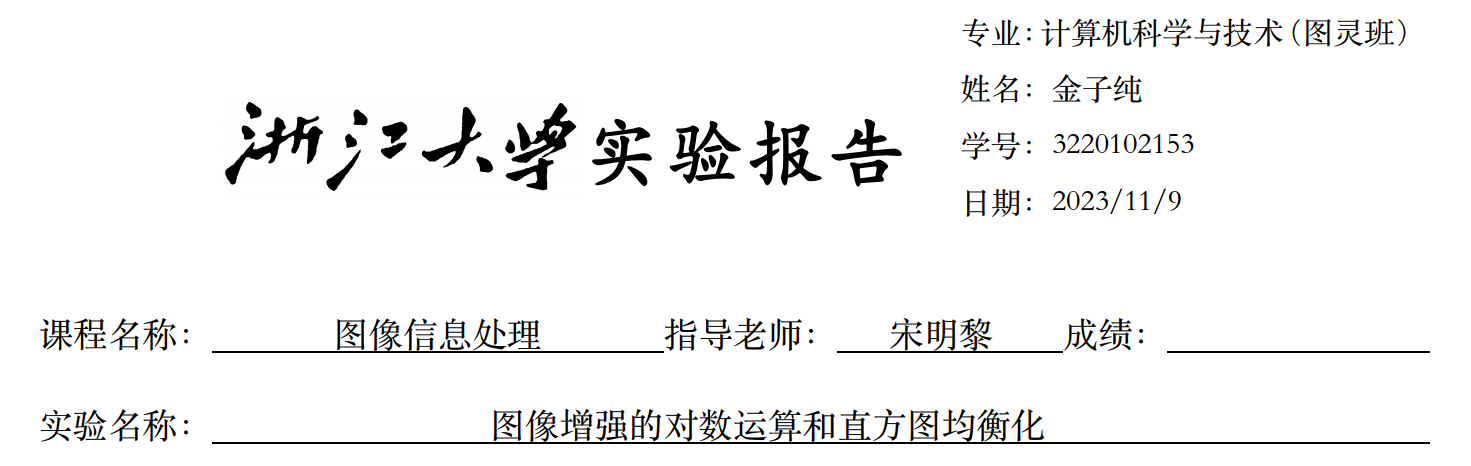 专业：计算机科学与技术（图灵班）
姓名：金子纯
浙江大学实验报告
学号：3220102153
日期：2023/11/9
课程名称：图像信息处理 指导老师：宋明黎 成绩：
实验名称：图像增强的对数运算和直方图均衡化